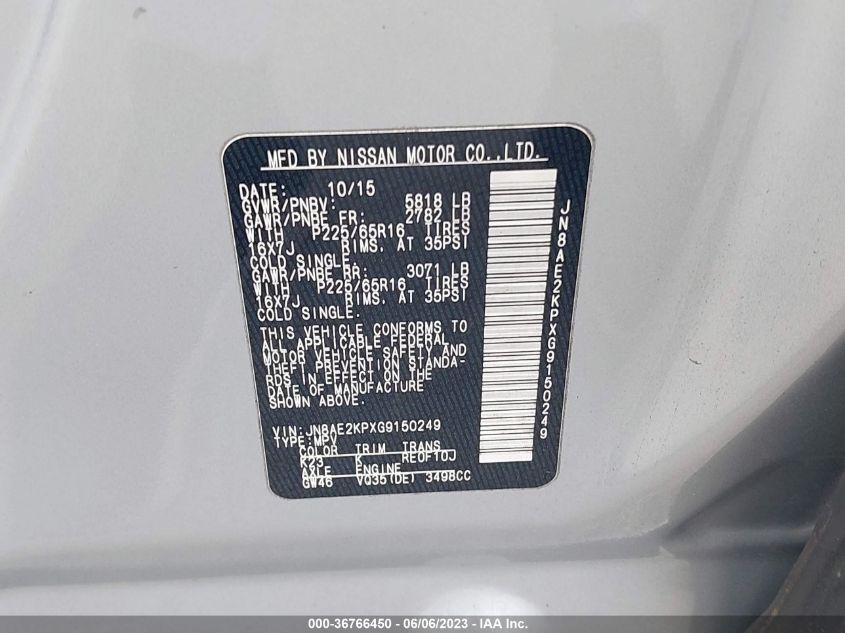 MFD BY NISSAN MOTOR CO.,LTD.
DATE: 10/15
GVWR/PNBV: 5818 LB
GAWR/PNBE FR: 2782 LB
WITH P225/65R16 TIRES
16X7J RIMS, AT 35PSI
COLD SINGLE.
GAWR/PNBE RR: 3071 LB
WITH P225/65R16 TIRES
16X7J RIMS, AT 35PSI
COLD SINGLE.
THIS VEHICLE CONFORMS TO
ALL APPLICABLE FEDERAL
MOTOR VEHICLE SAFETY AND
THEFT PREVENTION STANDA-
RDS IN EFFECT ON THE
DATE OF MANUFACTURE
SHOWN ABOVE.
VIN:JN8AE2KPXG9150249
TYPE:MPV
COLOR TRIM TRANS
K23 K RE0F10J
AXLE ENGINE
GW46 VQ35(DE) 3498CC
JN8AE2KPXG9150249
000-36766450 - 06/06/2023 - IAA Inc.